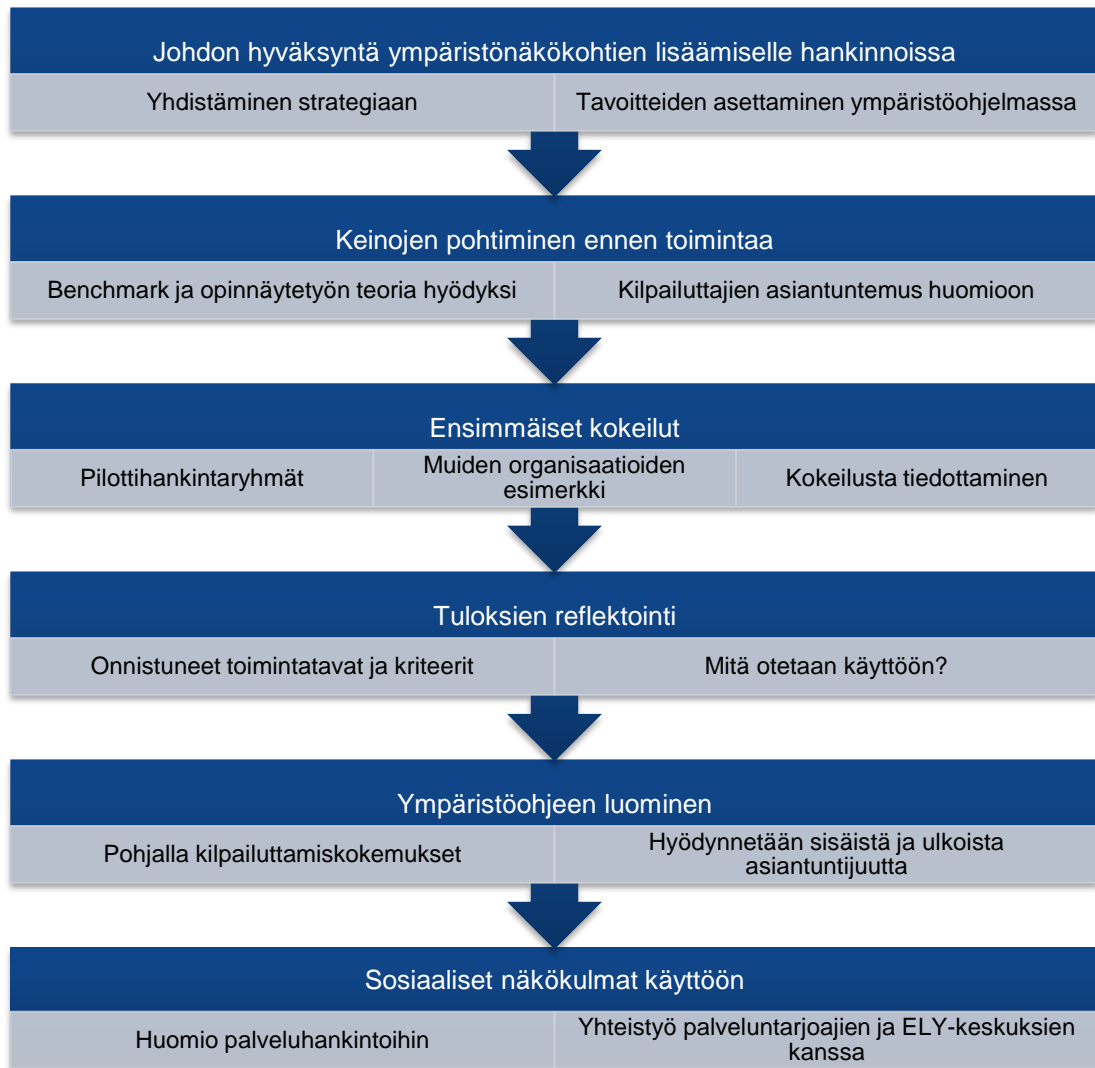 Johdon hyväksyntä ympäristönäkökohtien lisäämiselle hankinnoissa
Yhdistäminen strategiaan
Tavoitteiden asettaminen ympäristöohjelmassa
Keinojen pohtiminen ennen toimintaa
Benchmark ja opinnäytetyön teoria hyödyksi
Kilpailuttajien asiantuntemus huomioon
Ensimmäiset kokeilut
Pilottihankintaryhmät
Muiden organisaatioiden
esimerkki
Kokeilusta tiedottaminen
Tuloksien reflektointi
Onnistuneet toimintatavat ja kriteerit
Mitä otetaan käyttöön?
Ympäristöohjeen luominen
Pohjalla kilpailuttamiskokemukset
Hyödynnetään sisäistä ja ulkoista
asiantuntijuutta
Sosiaaliset näkökulmat käyttöön
Huomio palveluhankintoihin
Yhteistyö palveluntarjoajien ja ELY-keskuksien
kanssa